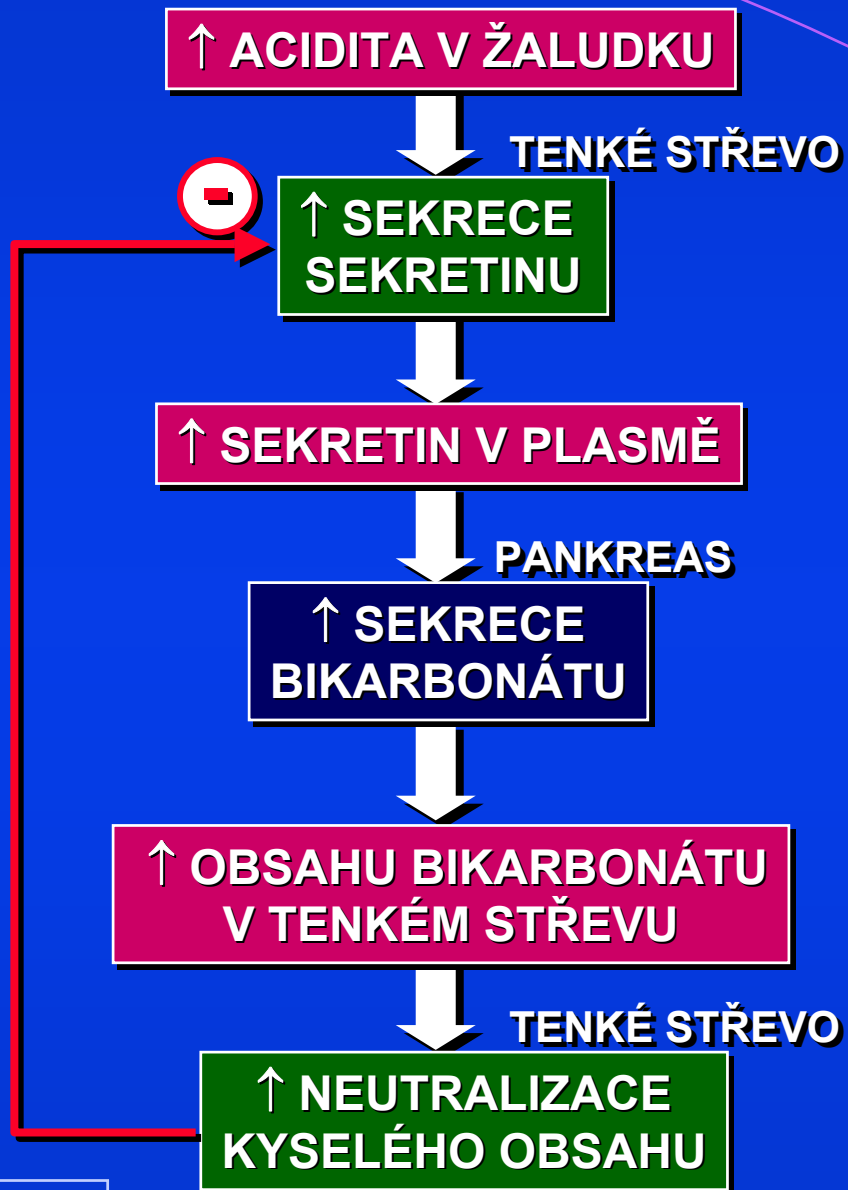 ↑ ACIDITA V ŽALUDKU
TENKÉ STŘEVO
-
↑ SEKRECE
SEKRETINU
↑ SEKRETIN V PLASMĚ
PANKREAS
↑ SEKRECE
BIKARBONÁTU
↑ OBSAHU BIKARBONÁTU
V TENKÉM STŘEVU
TENKÉ STŘEVO
↑ NEUTRALIZACE
KYSELÉHO OBSAHU